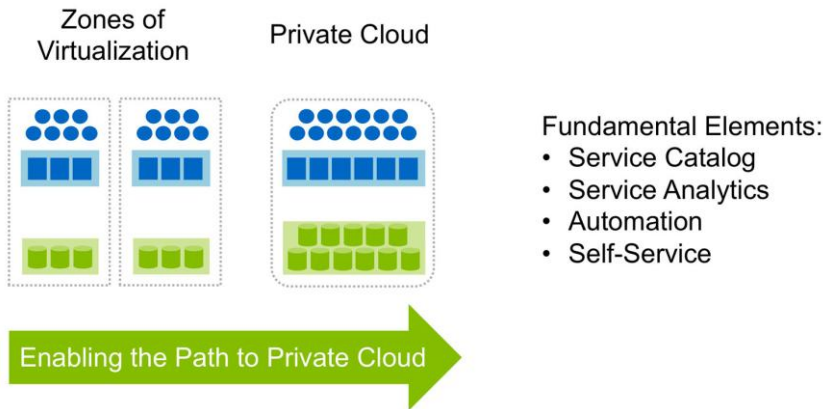 Zones of
Virtualization
Private Cloud
Fundamental Elements:
• Service Catalog
• Service Analytics
• Automation
• Self-Service
Enabling the Path to Private Cloud